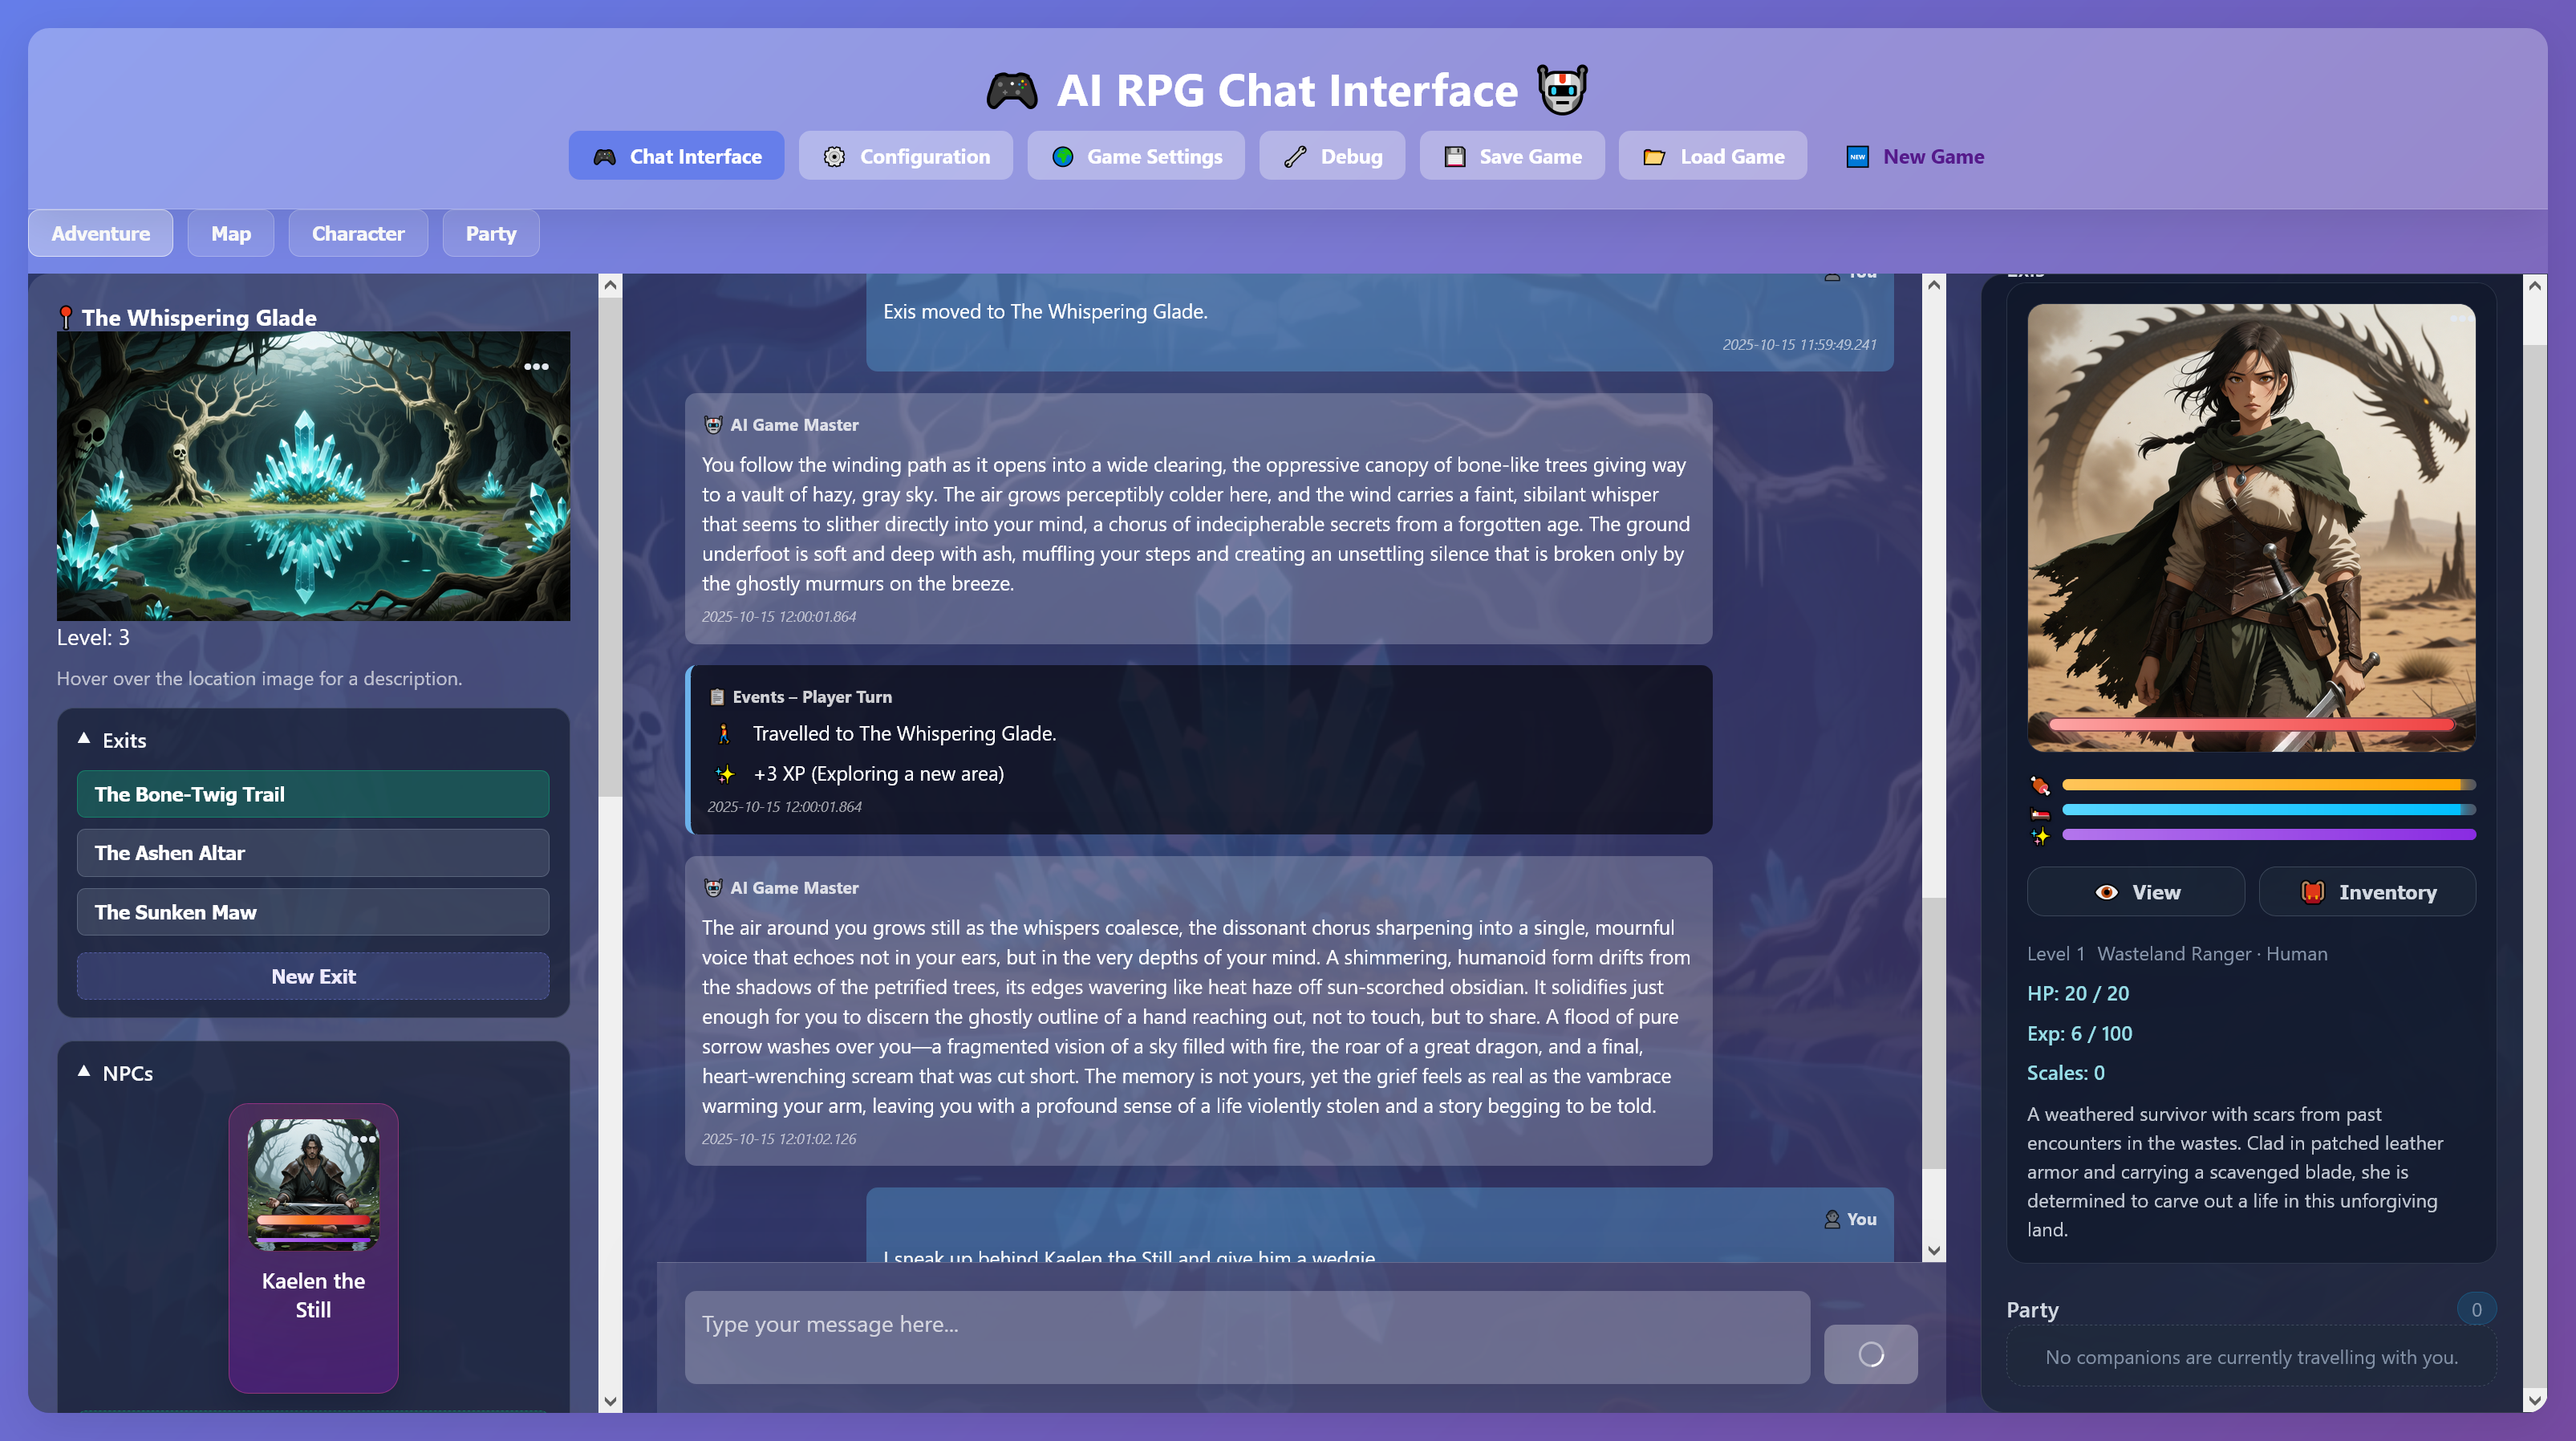 AI RPG Chat Interface
Chat Interface
Configuration
Game Settings
Debug
Save Game
Load Game
NEW
New Game
Adventure
Map
Character
Party
The Whispering Glade
Level: 3
Hover over the location image for a description.
Exits
The Bone-Twig Trail
The Ashen Altar
The Sunken Maw
New Exit
NPCs
Kaelen the
Still
You
Exis moved to The Whispering Glade.
2025-10-15 11:59:49.241
AI Game Master
You follow the winding path as it opens into a wide clearing, the oppressive canopy of bone-like trees giving way
to a vault of hazy, gray sky. The air grows perceptibly colder here, and the wind carries a faint, sibilant whisper
that seems to slither directly into your mind, a chorus of indecipherable secrets from a forgotten age. The ground
underfoot is soft and deep with ash, muffling your steps and creating an unsettling silence that is broken only by
the ghostly murmurs on the breeze.
2025-10-15 12:00:01.864
Events – Player Turn
Travelled to The Whispering Glade.
+3 XP (Exploring a new area)
2025-10-15 12:00:01.864
AI Game Master
The air around you grows still as the whispers coalesce, the dissonant chorus sharpening into a single, mournful
voice that echoes not in your ears, but in the very depths of your mind. A shimmering, humanoid form drifts from
the shadows of the petrified trees, its edges wavering like heat haze off sun-scorched obsidian. It solidifies just
enough for you to discern the ghostly outline of a hand reaching out, not to touch, but to share. A flood of pure
sorrow washes over you—a fragmented vision of a sky filled with fire, the roar of a great dragon, and a final,
heart-wrenching scream that was cut short. The memory is not yours, yet the grief feels as real as the vambrace
warming your arm, leaving you with a profound sense of a life violently stolen and a story begging to be told.
2025-10-15 12:01:02.126
You
I sneak up behind Kaelen the Still and give him a wedgie.
Type your message here...
Exis
View
Inventory
Level 1 Wasteland Ranger · Human
HP: 20 / 20
Exp: 6 / 100
Scales: 0
A weathered survivor with scars from past
encounters in the wastes. Clad in patched leather
armor and carrying a scavenged blade, she is
determined to carve out a life in this unforgiving
land.
Party
0
No companions are currently travelling with you.